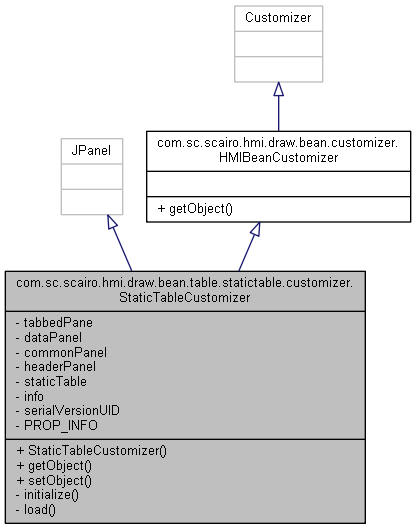 Customizer
com.sc.scairo.hmi.draw.bean.customizer.
HMIBeanCustomizer
+ getObject()
JPanel
com.sc.scairo.hmi.draw.bean.table.statictable.customizer.
StaticTableCustomizer
- tabbedPane
- dataPanel
- commonPanel
- headerPanel
- staticTable
- info
- serialVersionUID
- PROP_INFO
+ StaticTableCustomizer()
+ getObject()
+ setObject()
- initialize()
- load()